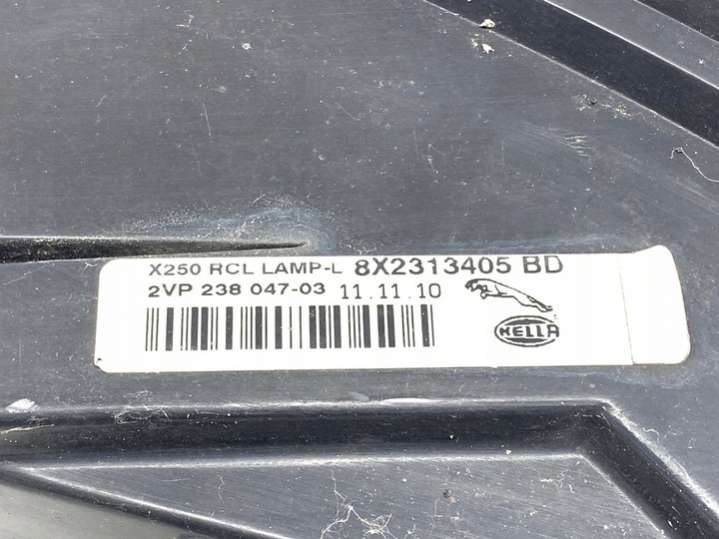 X250 RCL LAMP-L 8X2313405 BD
2VP 238 047-03 11.11.10
HELLA